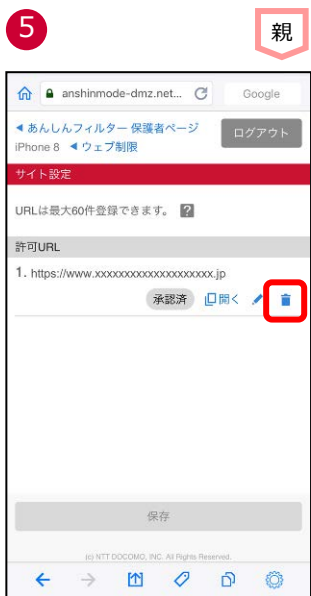 5
親
anshinmode-dmz.net...
Google
あんしんフィルター 保護者ページ
ログアウト
iPhone 8 ◀ ウェブ制限
サイト設定
URLは最大60件登録できます。 ?
許可URL
1. https://www.xxxxxxxxxxxxxxxxxxxx.jp
承認済 開く
保存
(c) NTT DOCOMO, INC. All Rights Reserved.